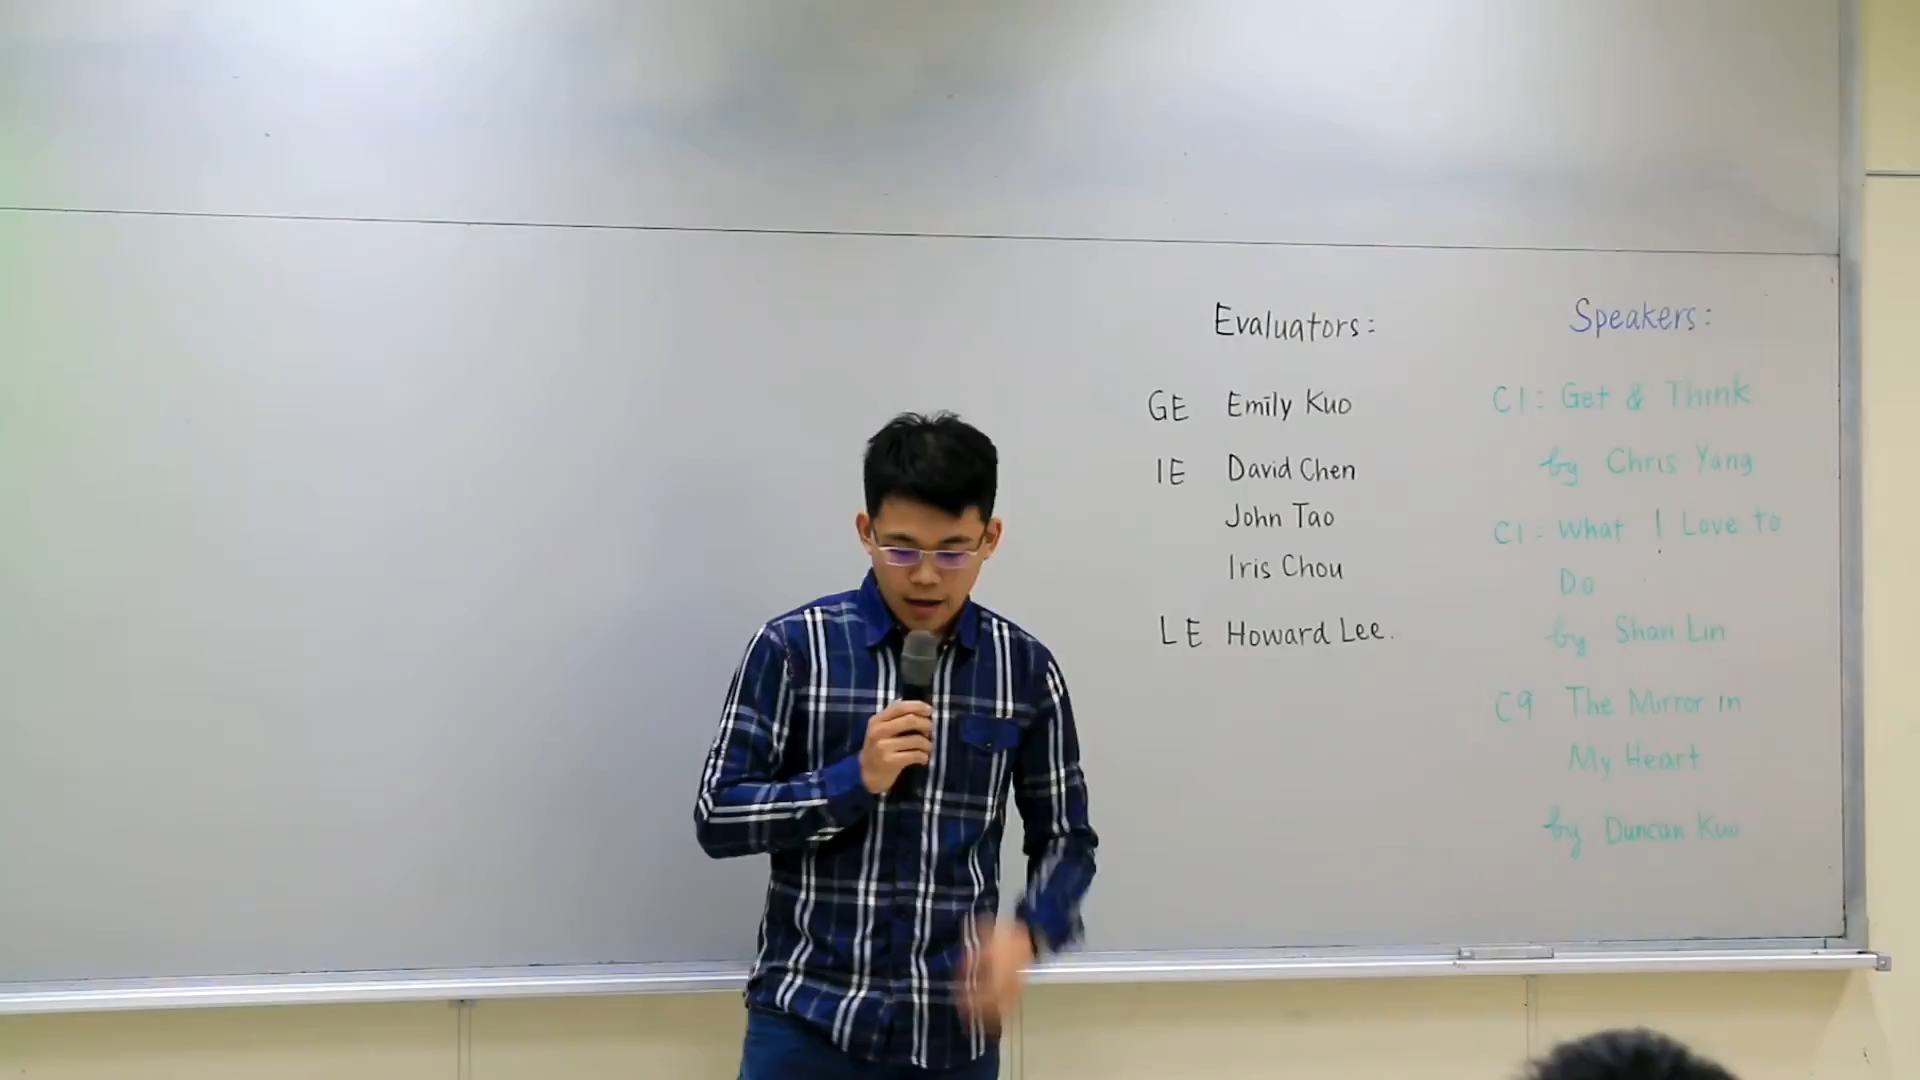 Evaluators:
GE Emily Kuo
IE David Chen
John Tao
Iris Chou
LE Howard Lee.
Speakers:
C1: Get & Think
by Chris Yang
C1: What I Love to
Do
by Shan Lin
C9 The Mirror in
My Heart
by Duncan Kuo